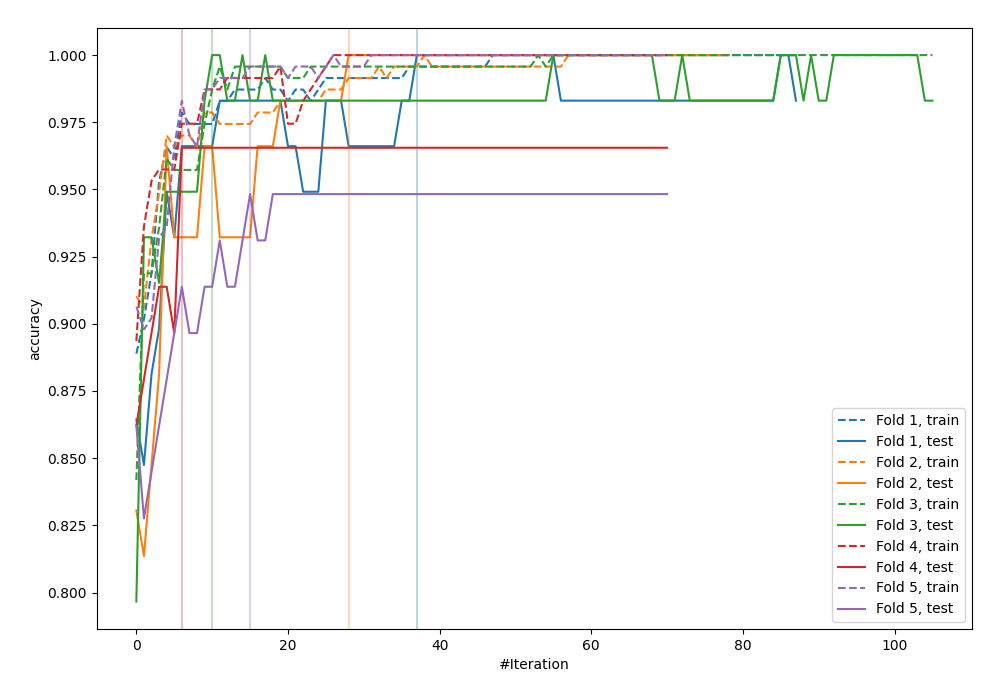 1.000
0.975
0.950
0.925
0.900
0.875
0.850
0.825
0.800
accuracy
0 20 40 60 80 100
#Iteration
Fold 1, train
Fold 1, test
Fold 2, train
Fold 2, test
Fold 3, train
Fold 3, test
Fold 4, train
Fold 4, test
Fold 5, train
Fold 5, test